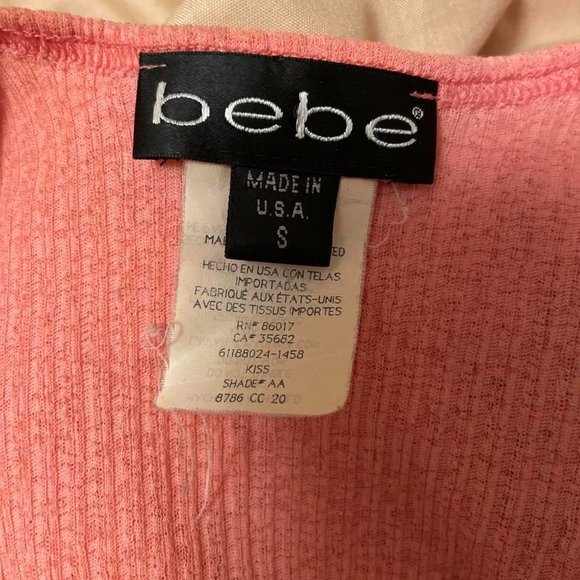 bebe®
MADE IN
U.S.A.
S
HECHO EN USA CON TELAS
IMPORTADAS
FABRIQUÉ AUX ÉTATS-UNIS
AVEC DES TISSUS IMPORTES
RN# 86017
CA# 35682
61188024-1458
KISS
SHADE# AA
8786 CC 20